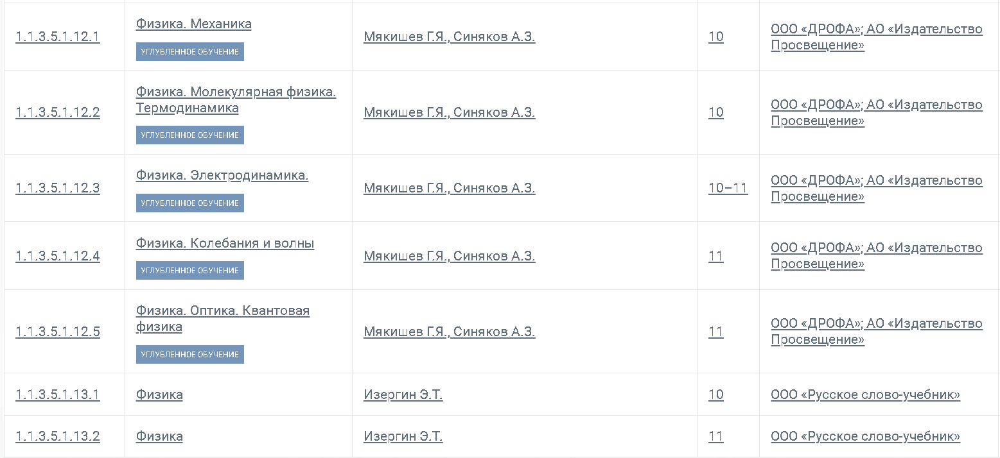 1.1.3.5.1.12.1
Физика. Механика
УГЛУБЛЕННОЕ ОБУЧЕНИЕ
Мякишев Г.Я., Синяков А.З.
10
ООО «ДРОФА»; АО «Издательство
Просвещение»
1.1.3.5.1.12.2
Физика. Молекулярная физика.
Термодинамика
УГЛУБЛЕННОЕ ОБУЧЕНИЕ
Мякишев Г.Я., Синяков А.З.
10
ООО «ДРОФА»; АО «Издательство
Просвещение»
1.1.3.5.1.12.3
Физика. Электродинамика.
УГЛУБЛЕННОЕ ОБУЧЕНИЕ
Мякишев Г.Я., Синяков А.З.
10–11
ООО «ДРОФА»; АО «Издательство
Просвещение»
1.1.3.5.1.12.4
Физика. Колебания и волны
УГЛУБЛЕННОЕ ОБУЧЕНИЕ
Мякишев Г.Я., Синяков А.З.
11
ООО «ДРОФА»; АО «Издательство
Просвещение»
1.1.3.5.1.12.5
Физика. Оптика. Квантовая
физика
УГЛУБЛЕННОЕ ОБУЧЕНИЕ
Мякишев Г.Я., Синяков А.З.
11
ООО «ДРОФА»; АО «Издательство
Просвещение»
1.1.3.5.1.13.1
Физика
Изергин Э.Т.
10
ООО «Русское слово-учебник»
1.1.3.5.1.13.2
Физика
Изергин Э.Т.
11
ООО «Русское слово-учебник»